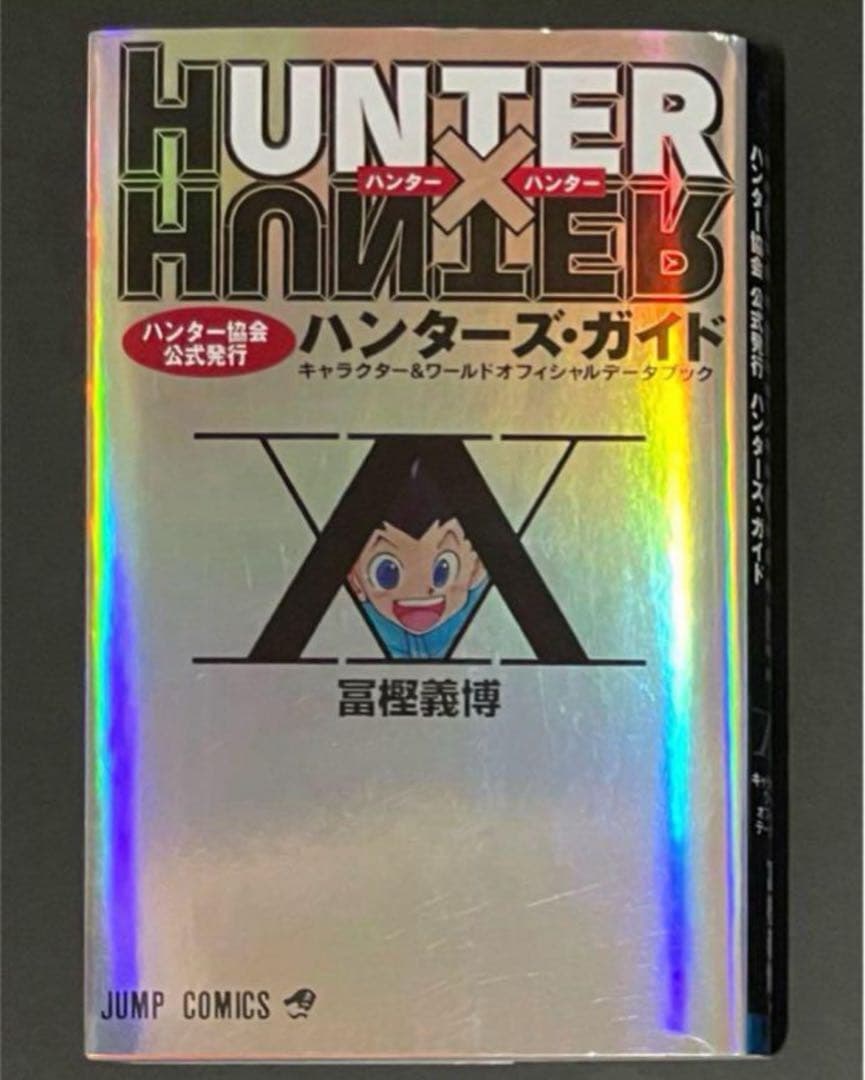 HUNTER
ハンター×ハンター
HUNTER
ハンター協会
公式発行
ハンターズ・ガイド
キャラクター&ワールドオフィシャルデータブック
冨樫義博
JUMP COMICS
ハンター協会 公式発行 ハンターズ・ガイド